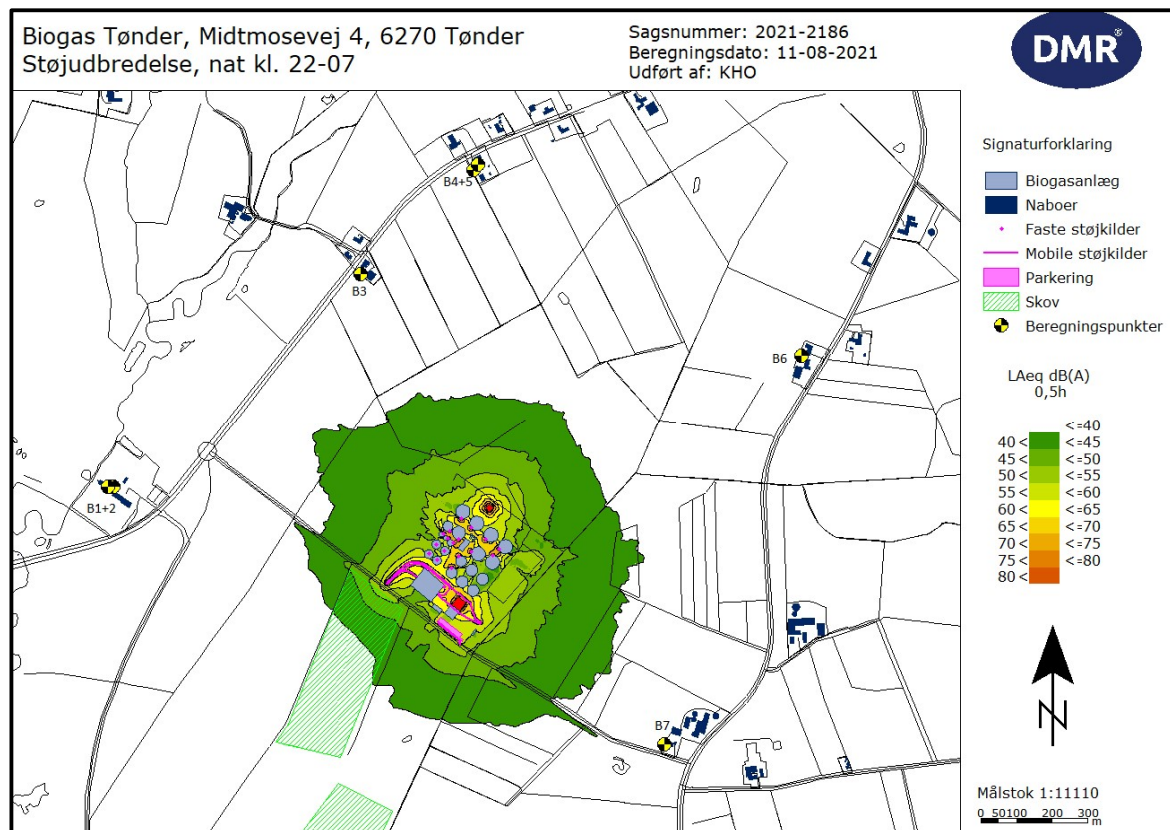 Biogas Tønder, Midtmosevej 4, 6270 Tønder
Støjudbredelse, nat kl. 22-07
Sagsnummer: 2021-2186
Beregningsdato: 11-08-2021
Udført af: KHO
DMR®
B4+5
B3
B6
B1+2
B7
Signaturforklaring
Biogasanlæg
Naboer
Faste støjkilder
Mobile støjkilder
Parkering
Skov
Beregningspunkter
LAeq dB(A)
0,5h
<=40
40 < <=45
45 < <=50
50 < <=55
55 < <=60
60 < <=65
65 < <=70
70 < <=75
75 < <=80
80 <
N
Målstok 1:11110
0 50 100 200 300
m